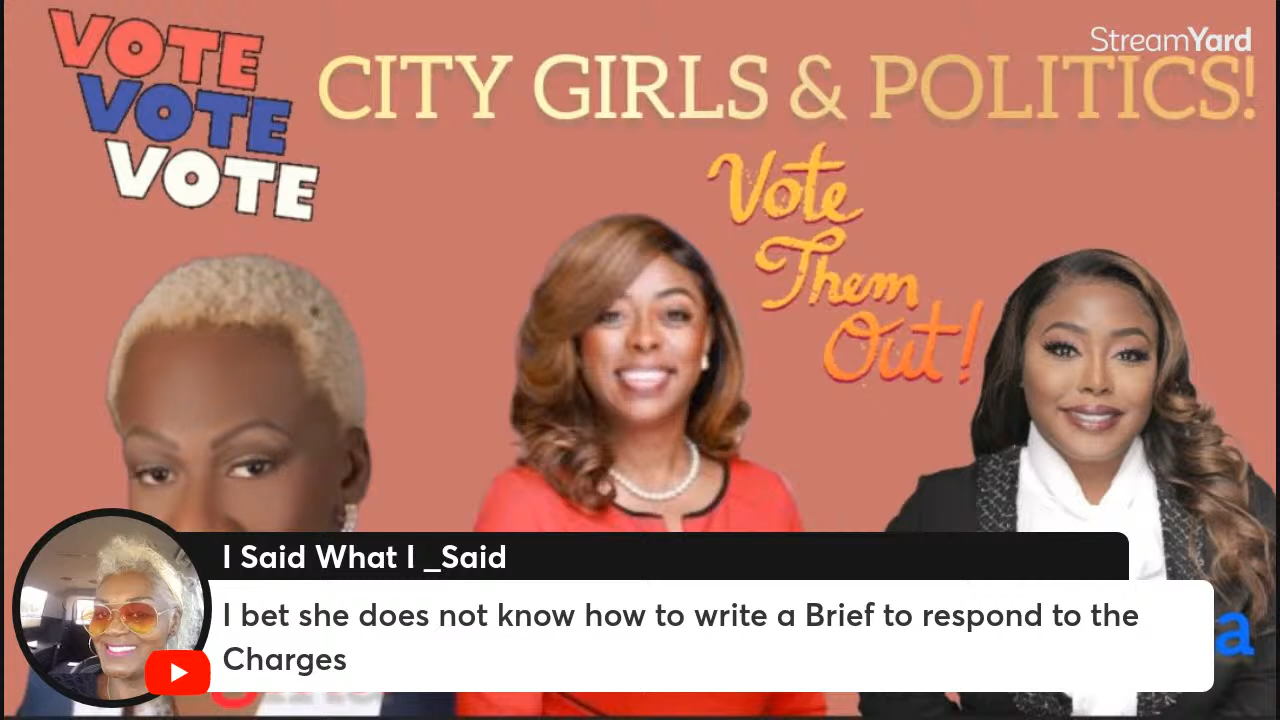 VOTE
VOTE
VOTE
StreamYard
CITY GIRLS & POLITICS!
Vote
Them
Out!
I Said What I _Said
I bet she does not know how to write a Brief to respond to the
Charges
a